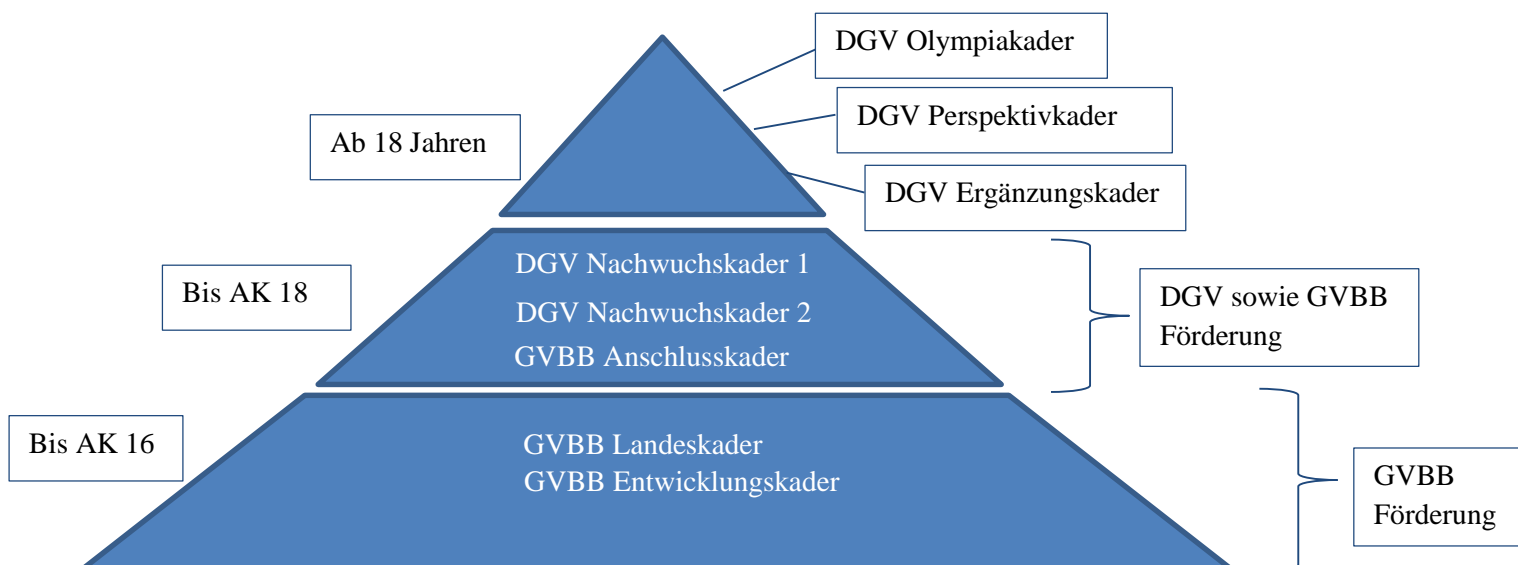 DGV Olympiakader
DGV Perspektivkader
Ab 18 Jahren
DGV Ergänzungskader
DGV Nachwuchskader 1
Bis AK 18
DGV Nachwuchskader 2
GVBB Anschlusskader
DGV sowie GVBB
Förderung
Bis AK 16
GVBB Landeskader
GVBB Entwicklungskader
GVBB
Förderung